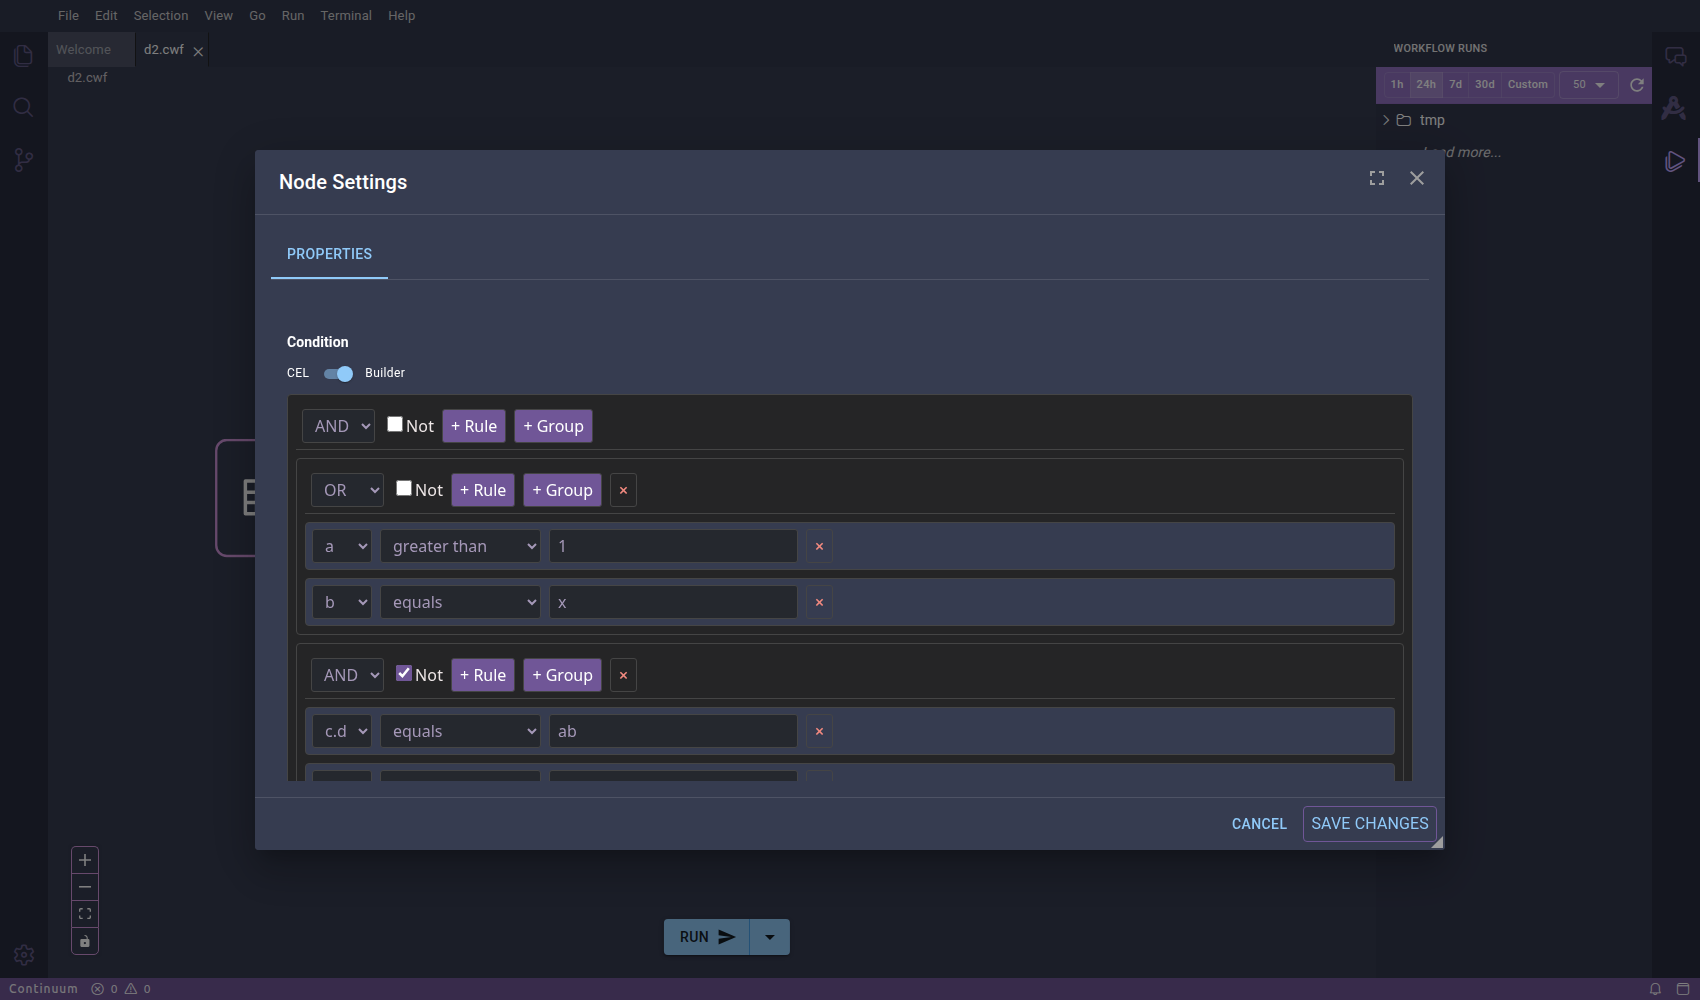 File Edit Selection View Go Run Terminal Help
Welcome d2.cwf
WORKFLOW RUNS
d2.cwf
1h 24h 7d 30d Custom 50
tmp
more...
Node Settings
PROPERTIES
Condition
CEL Builder
AND Not + Rule + Group
OR Not + Rule + Group ×
a greater than 1 ×
b equals x ×
AND Not + Rule + Group ×
c.d equals ab ×
CANCEL SAVE CHANGES
RUN
Continuum 0 0